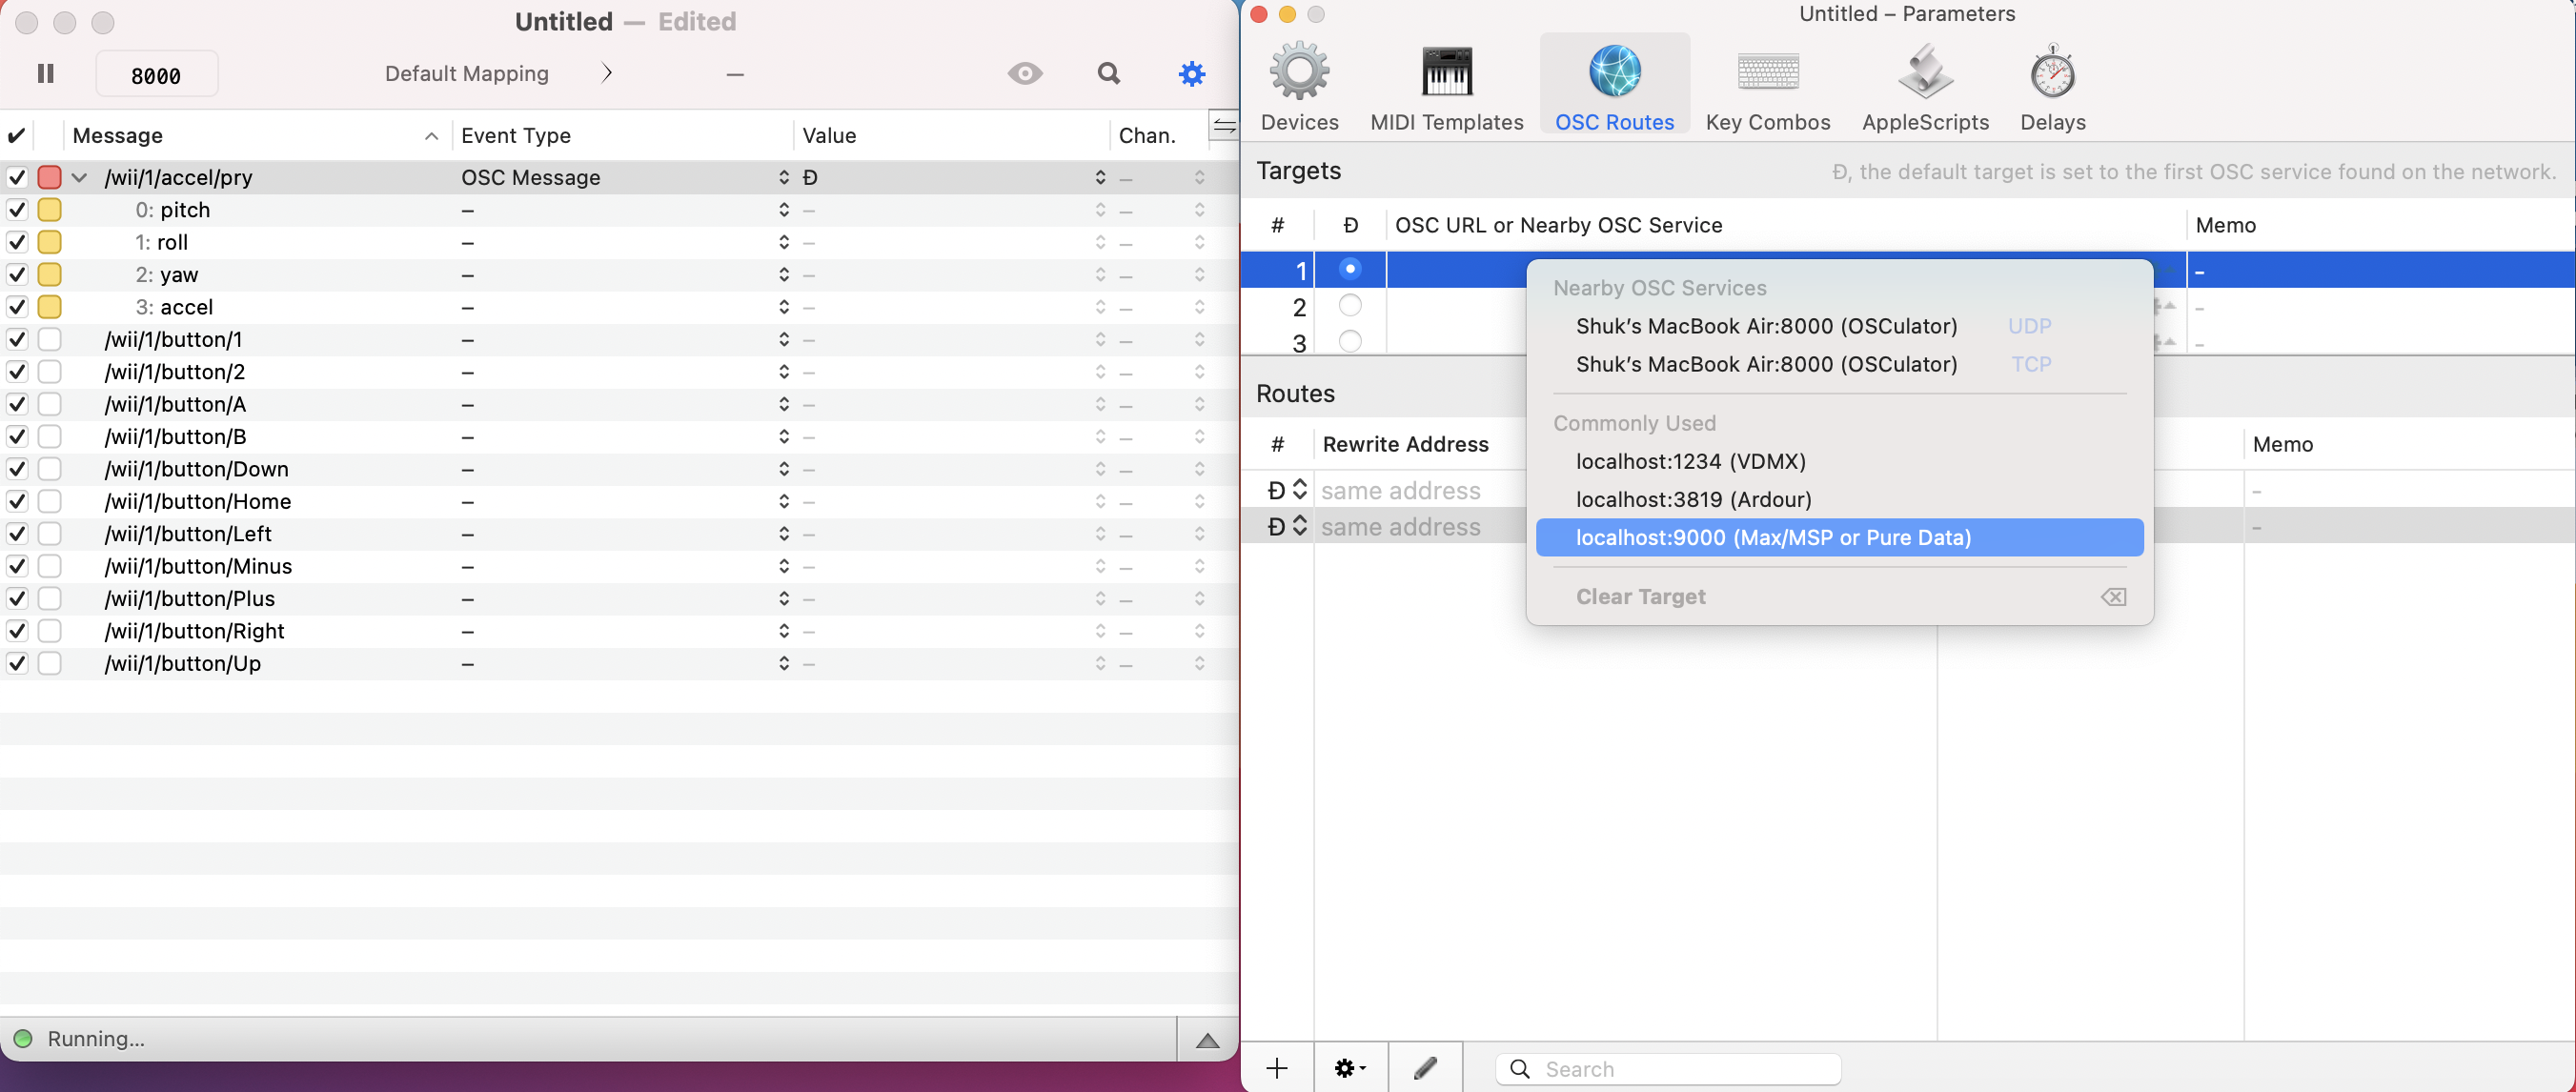 Untitled — Edited
8000
Default Mapping
–
Message
Event Type
Value
Chan.
/wii/1/accel/pry OSC Message Đ –
0: pitch – – –
1: roll – – –
2: yaw – – –
3: accel – – –
/wii/1/button/1 – – –
/wii/1/button/2 – – –
/wii/1/button/A – – –
/wii/1/button/B – – –
/wii/1/button/Down – – –
/wii/1/button/Home – – –
/wii/1/button/Left – – –
/wii/1/button/Minus – – –
/wii/1/button/Plus – – –
/wii/1/button/Right – – –
/wii/1/button/Up – – –
Running...
Untitled – Parameters
Devices
MIDI Templates
OSC Routes
Key Combos
AppleScripts
Delays
Targets
Đ, the default target is set to the first OSC service found on the network.
# Đ OSC URL or Nearby OSC Service Memo
1 –
2 –
3 –
Nearby OSC Services
Shuk’s MacBook Air:8000 (OSCulator) UDP
Shuk’s MacBook Air:8000 (OSCulator) TCP
Commonly Used
localhost:1234 (VDMX)
localhost:3819 (Ardour)
localhost:9000 (Max/MSP or Pure Data)
Clear Target
Routes
# Rewrite Address Memo
Đ same address –
Đ same address –
Search